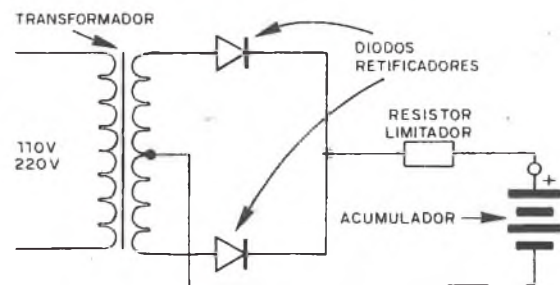 TRANSFORMADOR
DIODOS
RETIFICADORES
RESISTOR
LIMITADOR
110V
220V
+
ACUMULADOR